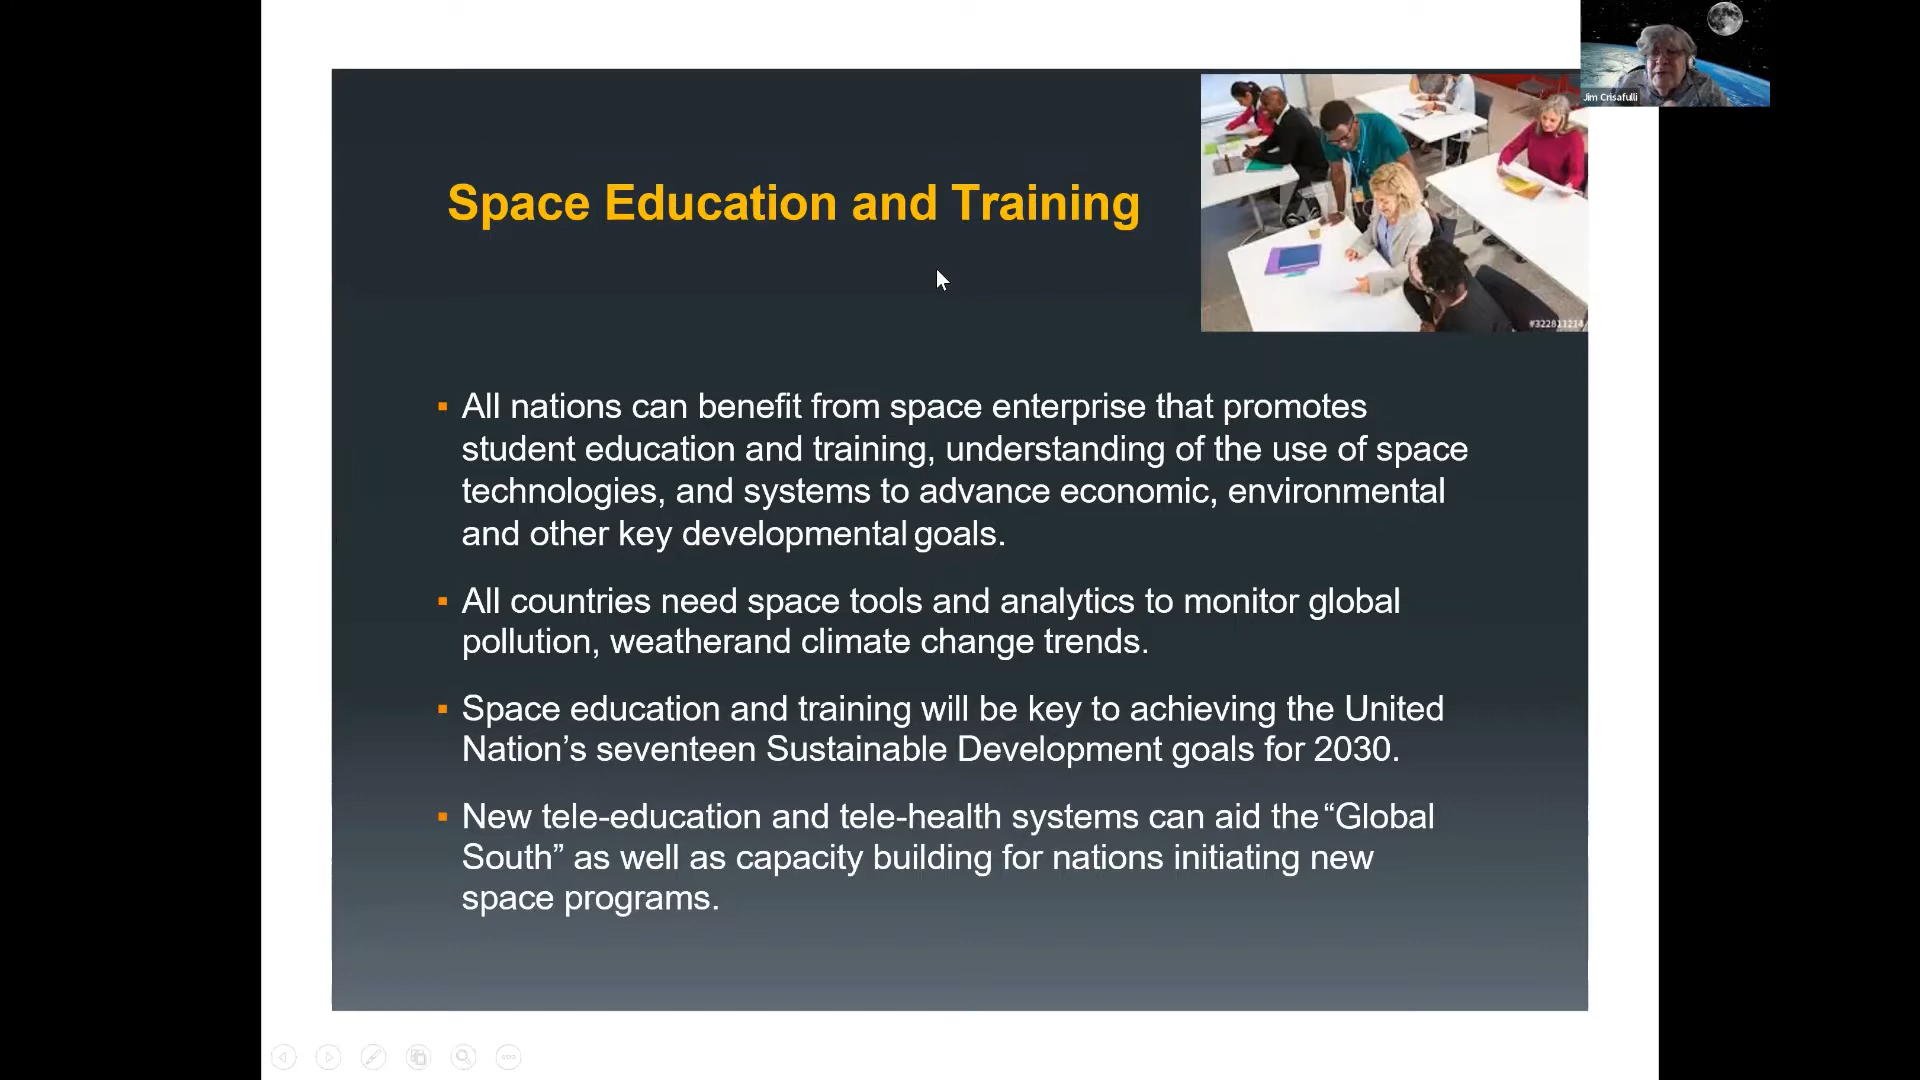 Jim Crisafulli
Space Education and Training
#322811214
▪ All nations can benefit from space enterprise that promotes
student education and training, understanding of the use of space
technologies, and systems to advance economic, environmental
and other key developmental goals.
▪ All countries need space tools and analytics to monitor global
pollution, weatherand climate change trends.
▪ Space education and training will be key to achieving the United
Nation’s seventeen Sustainable Development goals for 2030.
▪ New tele-education and tele-health systems can aid the “Global
South” as well as capacity building for nations initiating new
space programs.